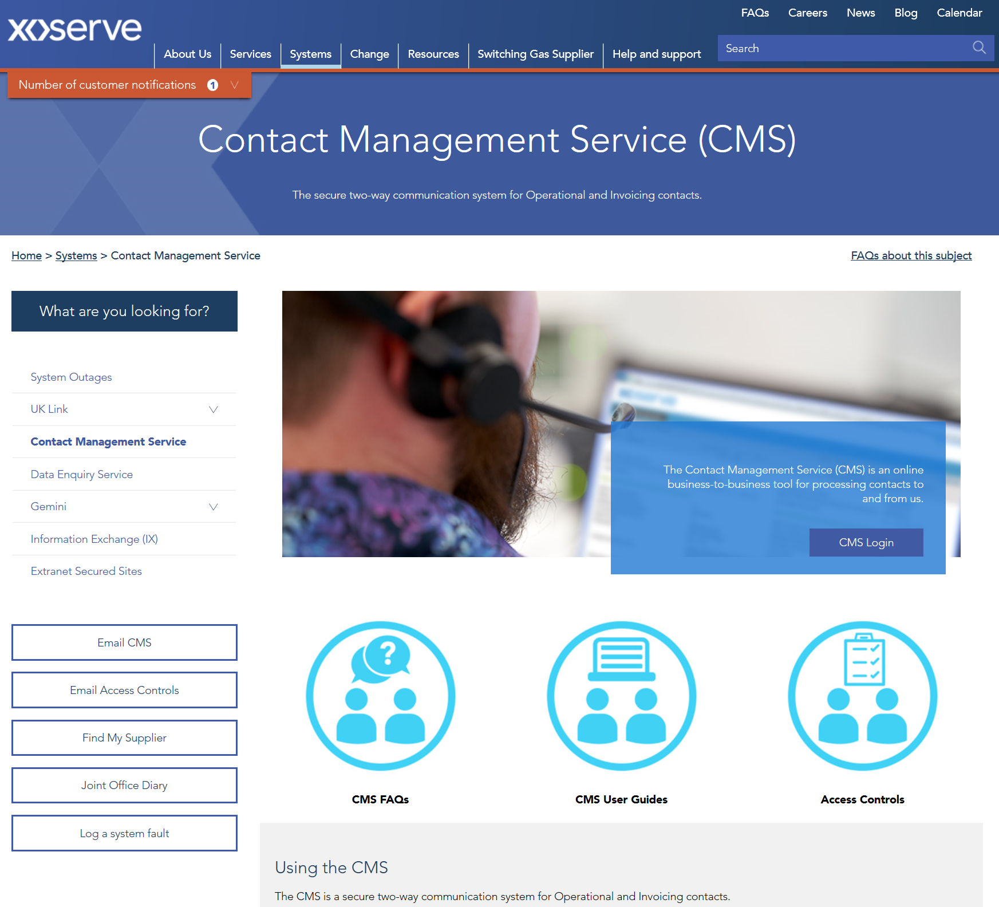 xoserve
FAQs Careers News Blog Calendar
About Us Services Systems Change Resources Switching Gas Supplier Help and support
Search
Number of customer notifications 1
Contact Management Service (CMS)
The secure two-way communication system for Operational and Invoicing contacts.
Home > Systems > Contact Management Service
FAQs about this subject
What are you looking for?
System Outages
UK Link
Contact Management Service
Data Enquiry Service
Gemini
Information Exchange (IX)
Extranet Secured Sites
Email CMS
Email Access Controls
Find My Supplier
Joint Office Diary
Log a system fault
The Contact Management Service (CMS) is an online
business-to-business tool for processing contacts to
and from us.
CMS Login
?
CMS FAQs
CMS User Guides
Access Controls
Using the CMS
The CMS is a secure two-way communication system for Operational and Invoicing contacts.